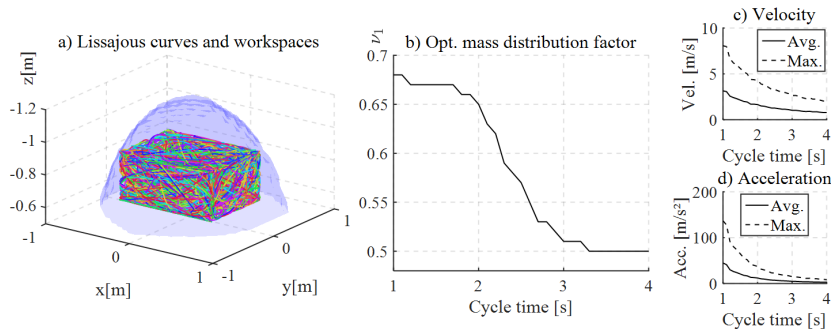 a) Lissajous curves and workspaces
z[m]
-1.2
-1
-0.8
-0.6
-1
0
1
x[m]
-1
0
1
y[m]
b) Opt. mass distribution factor
ν₁
0.7
0.65
0.6
0.55
0.5
1 2 3 4
Cycle time [s]
c) Velocity
Vel. [m/s]
10
5
0
Avg.
Max.
1 2 3 4
Cycle time [s]
d) Acceleration
Acc. [m/s²]
200
100
0
Avg.
Max.
1 2 3 4
Cycle time [s]